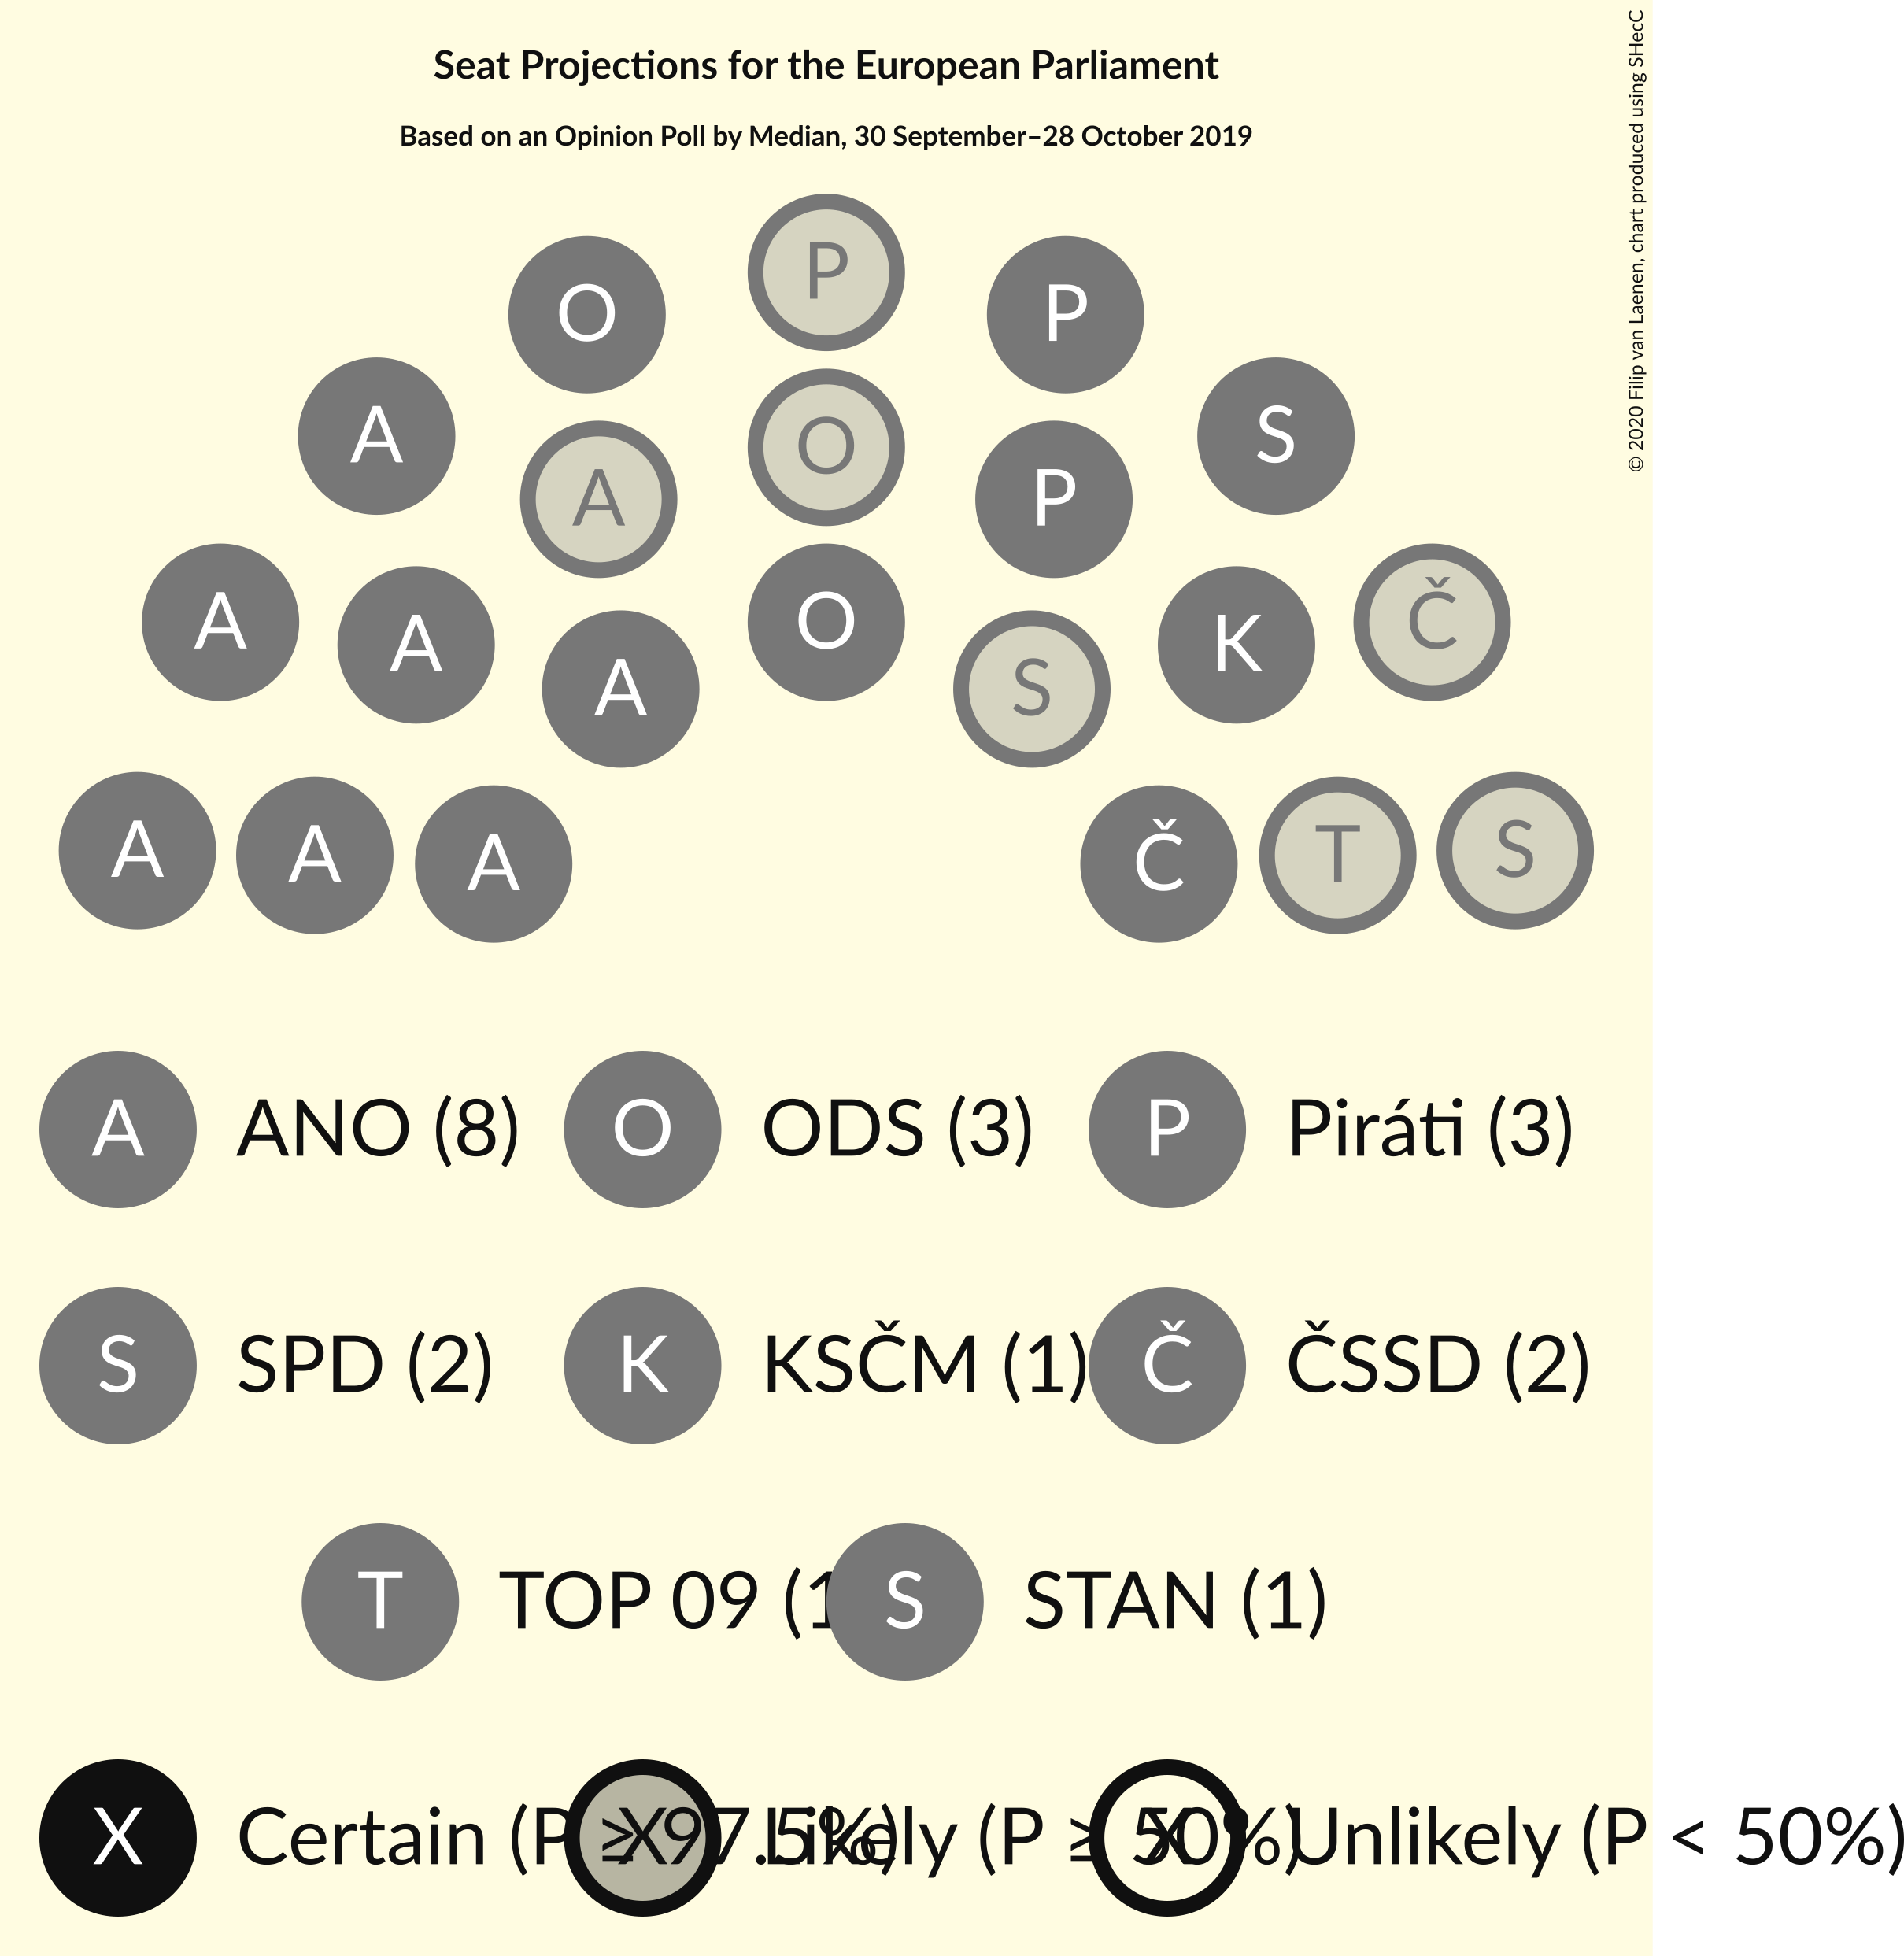 Seat Projections for the European Parliament
Based on an Opinion Poll by Median, 30 September–28 October 2019
© 2020 Filip van Laenen, chart produced using SHecC
P
O P
O
A S
A P
O
A Č
A K
A S
A S
A T
A Č
A ANO (8) O ODS (3) P Piráti (3)
S SPD (2) K KSČM (1) Č ČSSD (2)
T TOP 09 (1 S STAN (1)
X Certain (P ≥ 97.5%) X Likely (P ≥ 50%) X Unlikely (P < 50%)